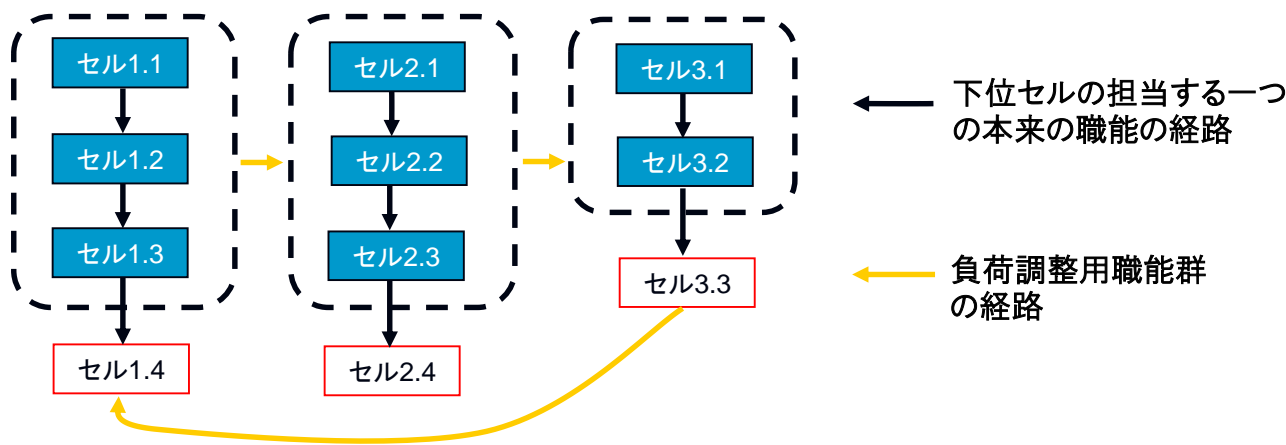 セル1.1
セル1.2
セル1.3
セル1.4
セル2.1
セル2.2
セル2.3
セル2.4
セル3.1
セル3.2
セル3.3
下位セルの担当する一つ
の本来の職能の経路
負荷調整用職能群
の経路